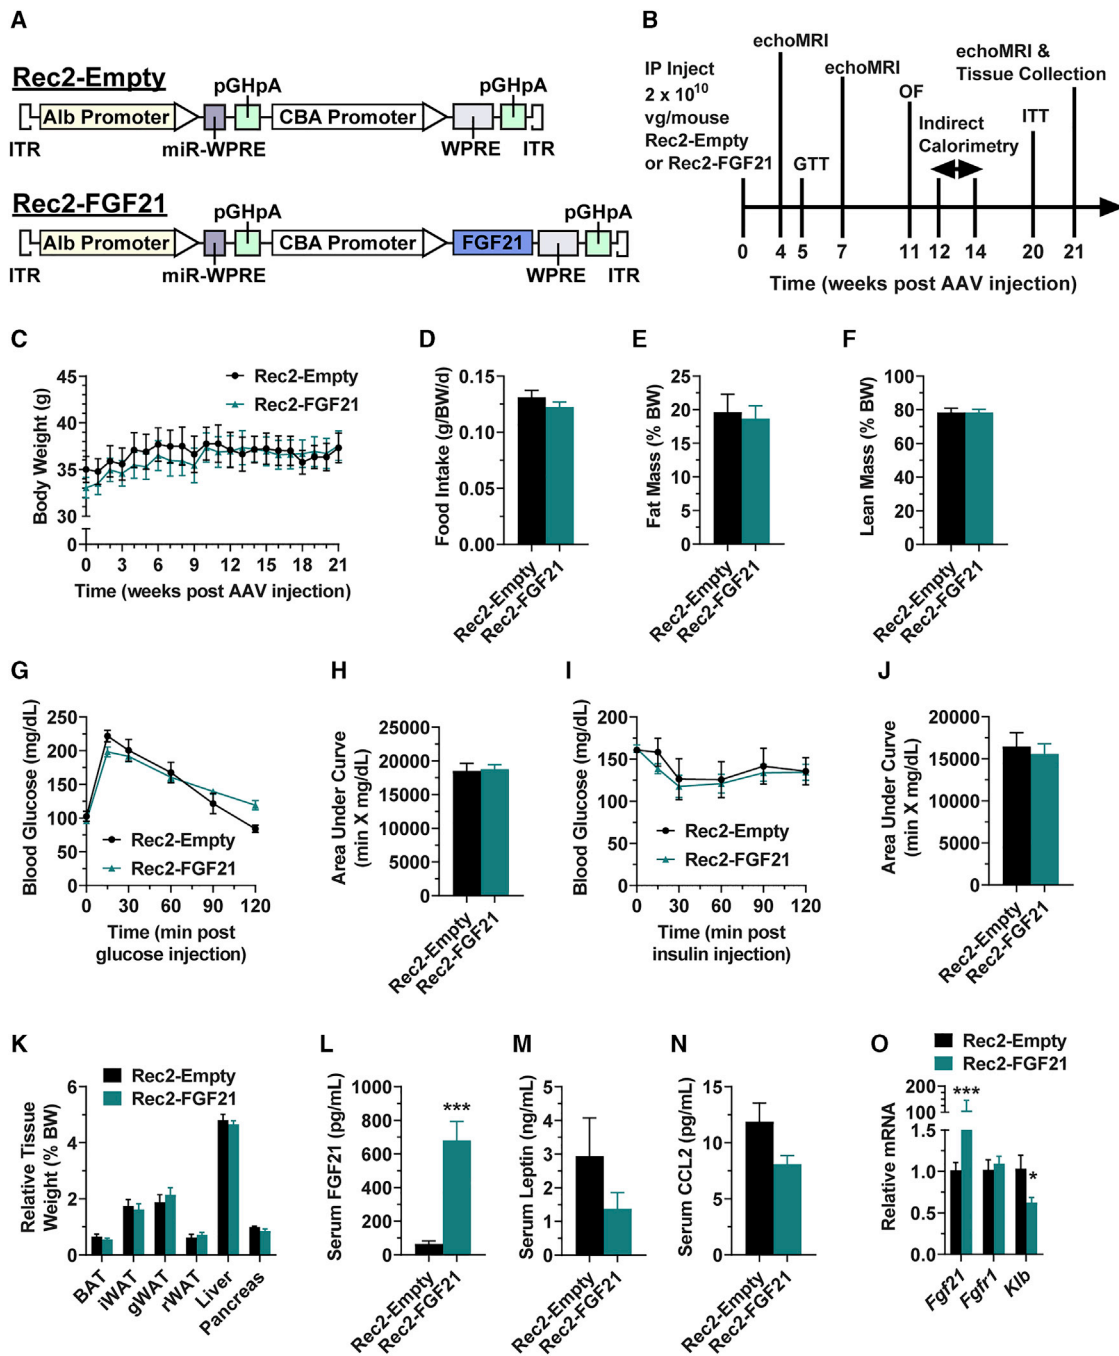 A
Rec2-Empty
pGHpA
pGHpA
Alb Promoter
CBA Promoter
ITR
miR-WPRE
WPRE
ITR
Rec2-FGF21
pGHpA
pGHpA
Alb Promoter
CBA Promoter
FGF21
ITR
miR-WPRE
WPRE
ITR
B
IP Inject
2 x 10¹⁰
vg/mouse
Rec2-Empty
or Rec2-FGF21
echoMRI
GTT
echoMRI
OF
Indirect
Calorimetry
ITT
echoMRI &
Tissue Collection
0 4 5 7 11 12 14 20 21
Time (weeks post AAV injection)
C
Body Weight (g)
45
40
35
30
0
Rec2-Empty
Rec2-FGF21
0 3 6 9 12 15 18 21
Time (weeks post AAV injection)
D
Food Intake (g/BW/d)
0.15
0.10
0.05
0.00
Rec2-Empty
Rec2-FGF21
E
Fat Mass (% BW)
25
20
15
10
5
0
Rec2-Empty
Rec2-FGF21
F
Lean Mass (% BW)
100
80
60
40
20
0
Rec2-Empty
Rec2-FGF21
G
Blood Glucose (mg/dL)
250
200
150
100
50
0
Rec2-Empty
Rec2-FGF21
0 30 60 90 120
Time (min post
glucose injection)
H
Area Under Curve
(min X mg/dL)
25000
20000
15000
10000
5000
0
Rec2-Empty
Rec2-FGF21
I
Blood Glucose (mg/dL)
200
150
100
50
0
Rec2-Empty
Rec2-FGF21
0 30 60 90 120
Time (min post
insulin injection)
J
Area Under Curve
(min X mg/dL)
20000
15000
10000
5000
0
Rec2-Empty
Rec2-FGF21
K
Relative Tissue
Weight (% BW)
6
4
2
0
Rec2-Empty
Rec2-FGF21
BAT
iWAT
gWAT
rWAT
Liver
Pancreas
L
Serum FGF21 (pg/mL)
1000
800
600
400
200
0
***
Rec2-Empty
Rec2-FGF21
M
Serum Leptin (ng/mL)
5
4
3
2
1
0
Rec2-Empty
Rec2-FGF21
N
Serum CCL2 (pg/mL)
15
10
5
0
Rec2-Empty
Rec2-FGF21
O
Rec2-Empty
Rec2-FGF21
Relative mRNA
200
100
1.5
1.0
0.5
0.0
***
*
Fgf21
Fgfr1
Klb